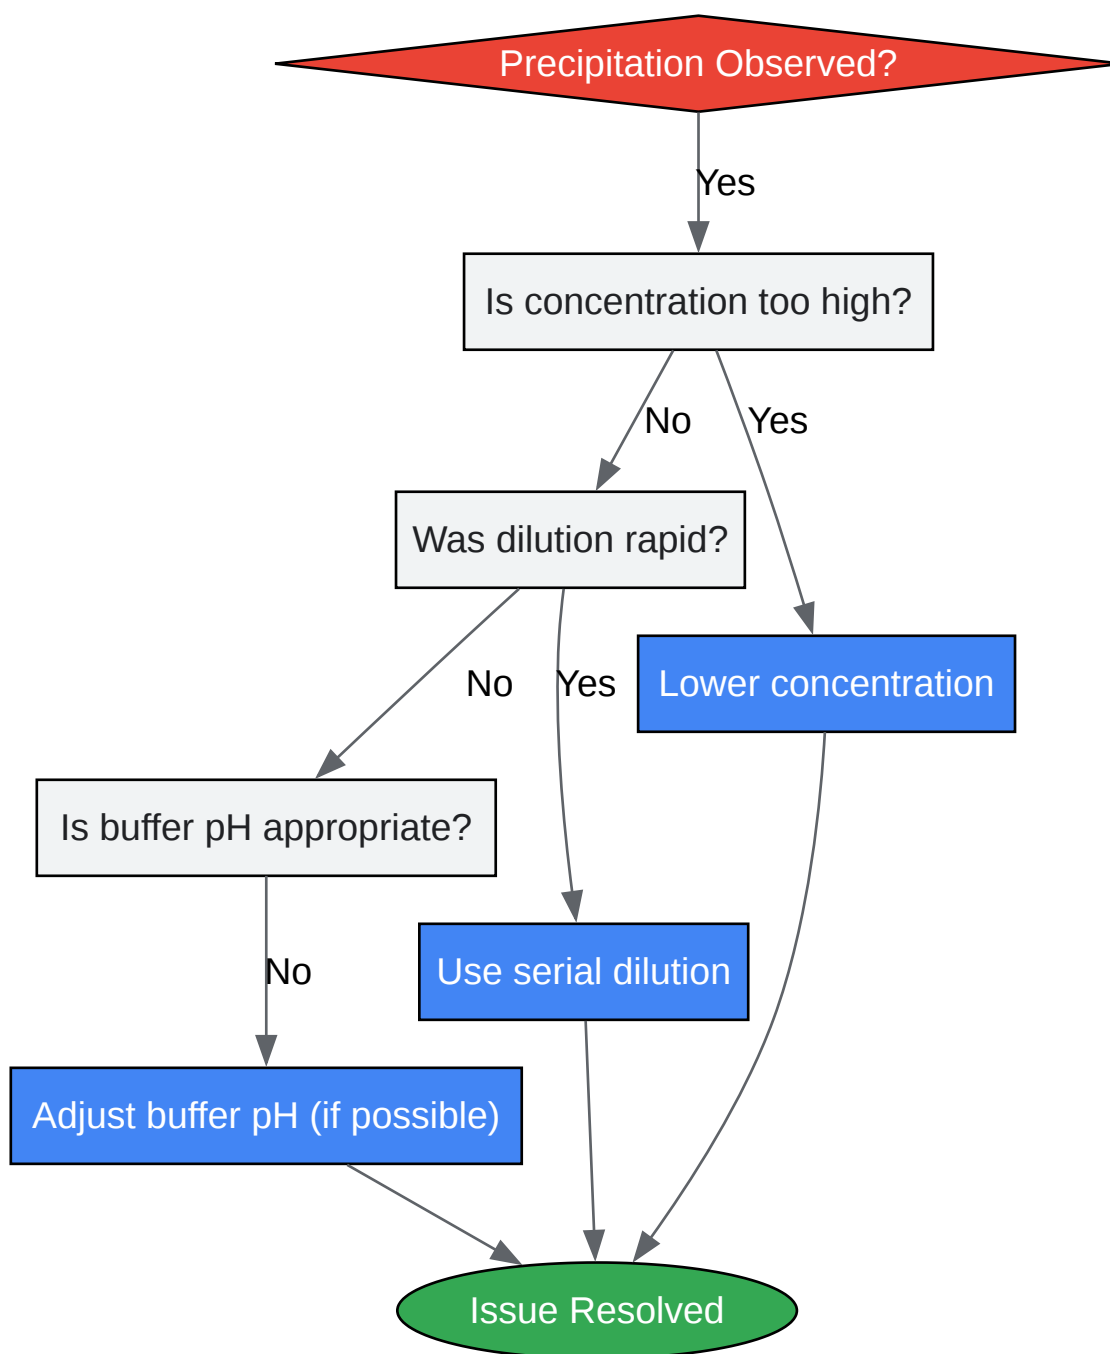 Precipitation Observed?
Yes
Is concentration too high?
No
Yes
Was dilution rapid?
No
Yes
Lower concentration
Is buffer pH appropriate?
No
Use serial dilution
Adjust buffer pH (if possible)
Issue Resolved